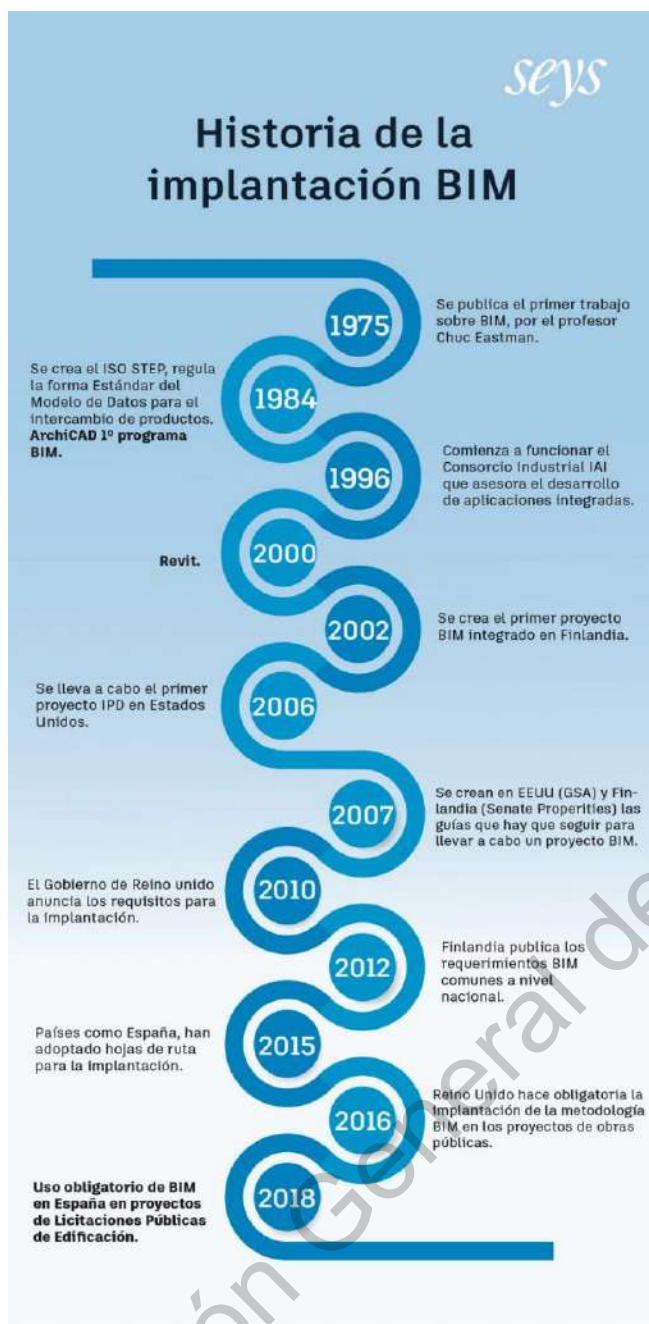 seys
Historia de la
implantación BIM
1975
Se publica el primer trabajo
sobre BIM, por el profesor
Chuc Eastman.
Se crea el ISO STEP, regula
la forma Estándar del
Modelo de Datos para el
intercambio de productos.
ArchiCAD 1º programa
BIM.
1984
1996
Comienza a funcionar el
Consorcio Industrial IAI
que asesora el desarrollo
de aplicaciones integradas.
Revit.
2000
2002
Se crea el primer proyecto
BIM integrado en Finlandia.
Se lleva a cabo el primer
proyecto IPD en Estados
Unidos.
2006
2007
Se crean en EEUU (GSA) y Fin-
landia (Senate Properities) las
guías que hay que seguir para
llevar a cabo un proyecto BIM.
El Gobierno de Reino unido
anuncia los requisitos para
la implantación.
2010
2012
Finlandia publica los
requerimientos BIM
comunes a nivel
nacional.
Países como España, han
adoptado hojas de ruta
para la implantación.
2015
2016
Reino Unido hace obligatoria la
implantación de la metodología
BIM en los proyectos de obras
públicas.
Uso obligatorio de BIM
en España en proyectos
de Licitaciones Públicas
de Edificación.
2018
General de